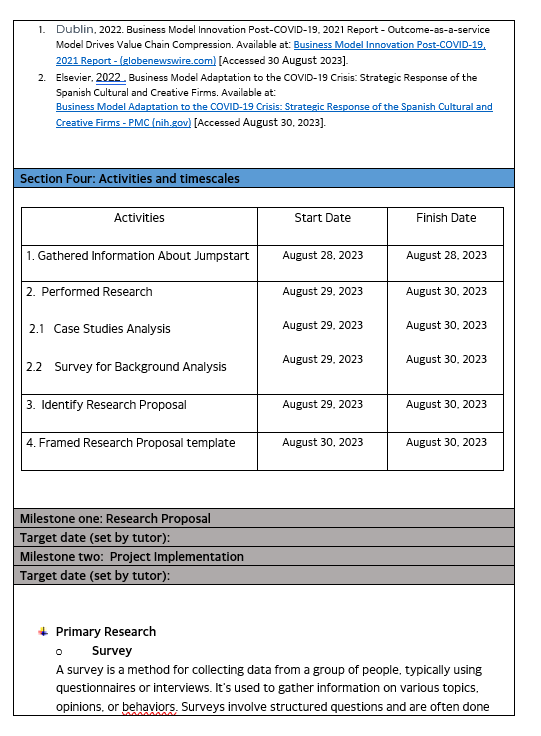 1. Dublin, 2022. Business Model Innovation Post-COVID-19, 2021 Report - Outcome-as-a-service
Model Drives Value Chain Compression. Available at: Business Model Innovation Post-COVID-19,
2021 Report - (globenewswire.com) [Accessed 30 August 2023].
2. Elsevier, 2022 . Business Model Adaptation to the COVID-19 Crisis: Strategic Response of the
Spanish Cultural and Creative Firms. Available at:
Business Model Adaptation to the COVID-19 Crisis: Strategic Response of the Spanish Cultural and
Creative Firms - PMC (nih.gov) [Accessed August 30, 2023].
Section Four: Activities and timescales
Activities Start Date Finish Date
1. Gathered Information About Jumpstart August 28, 2023 August 28, 2023
2. Performed Research August 29, 2023 August 30, 2023
2.1 Case Studies Analysis August 29, 2023 August 30, 2023
2.2 Survey for Background Analysis August 29, 2023 August 30, 2023
3. Identify Research Proposal August 29, 2023 August 30, 2023
4. Framed Research Proposal template August 30, 2023 August 30, 2023
Milestone one: Research Proposal
Target date (set by tutor):
Milestone two: Project Implementation
Target date (set by tutor):
Primary Research
o Survey
A survey is a method for collecting data from a group of people, typically using
questionnaires or interviews. It's used to gather information on various topics,
opinions, or behaviors. Surveys involve structured questions and are often done